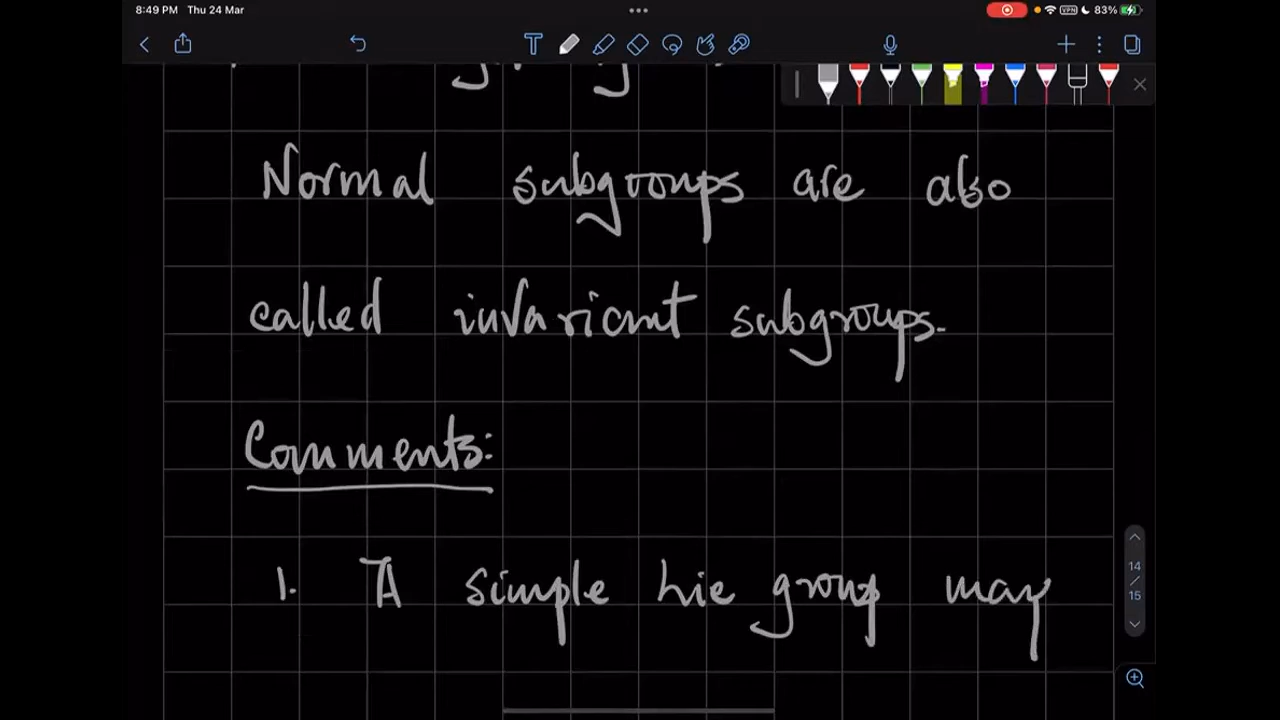 8:49 PM Thu 24 Mar
VPN 83%
Normal subgroups are also
called invariant subgroups.
Comments:
1. A simple Lie group may
14
/
15